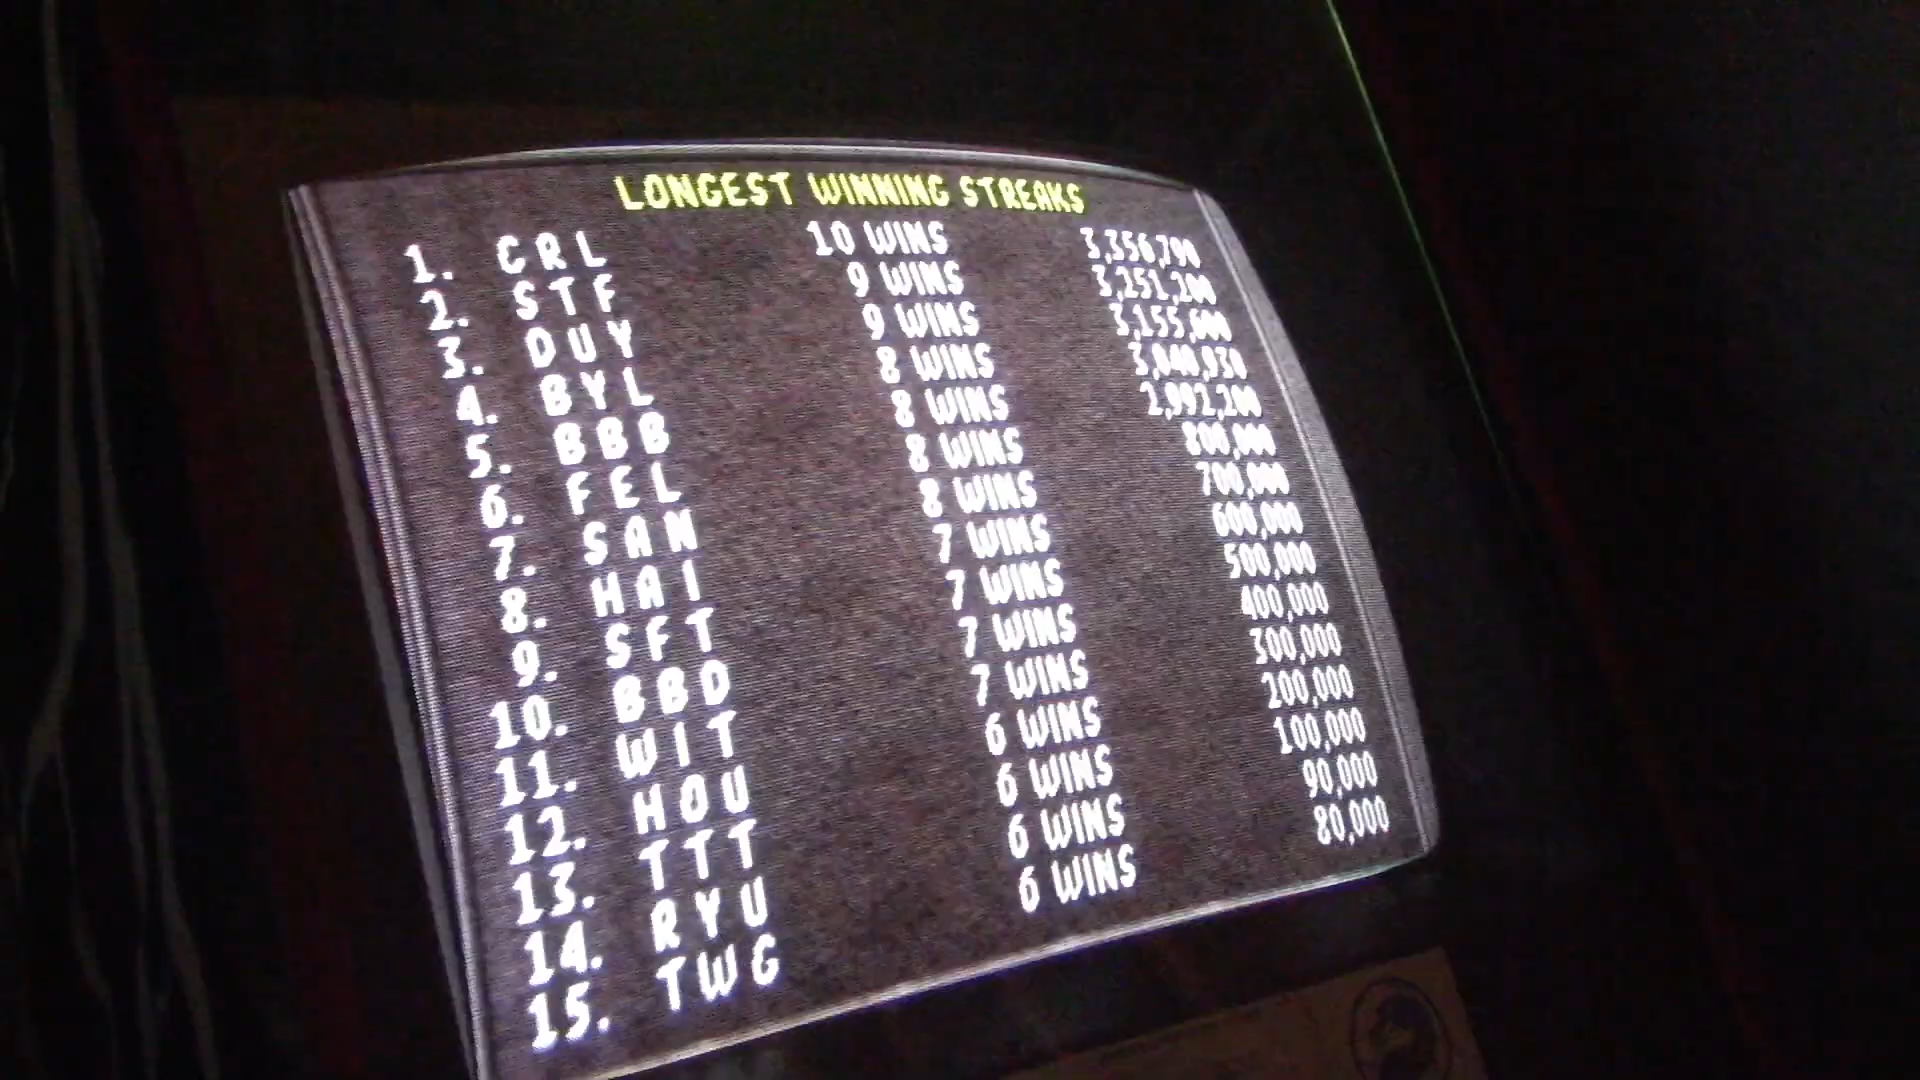 LONGEST WINNING STREAKS
1. CRL 10 WINS 3,356,790
2. STF 9 WINS 3,251,200
3. DUY 9 WINS 3,155,600
4. BYL 8 WINS 3,040,930
5. BBB 8 WINS 2,992,200
6. FEL 8 WINS 800,000
7. SAN 8 WINS 700,000
8. HAI 7 WINS 600,000
9. SFT 7 WINS 500,000
10. BBD 7 WINS 400,000
11. WIT 7 WINS 300,000
12. HOU 6 WINS 200,000
13. TTT 6 WINS 100,000
14. RYU 6 WINS 90,000
15. TWG 6 WINS 80,000